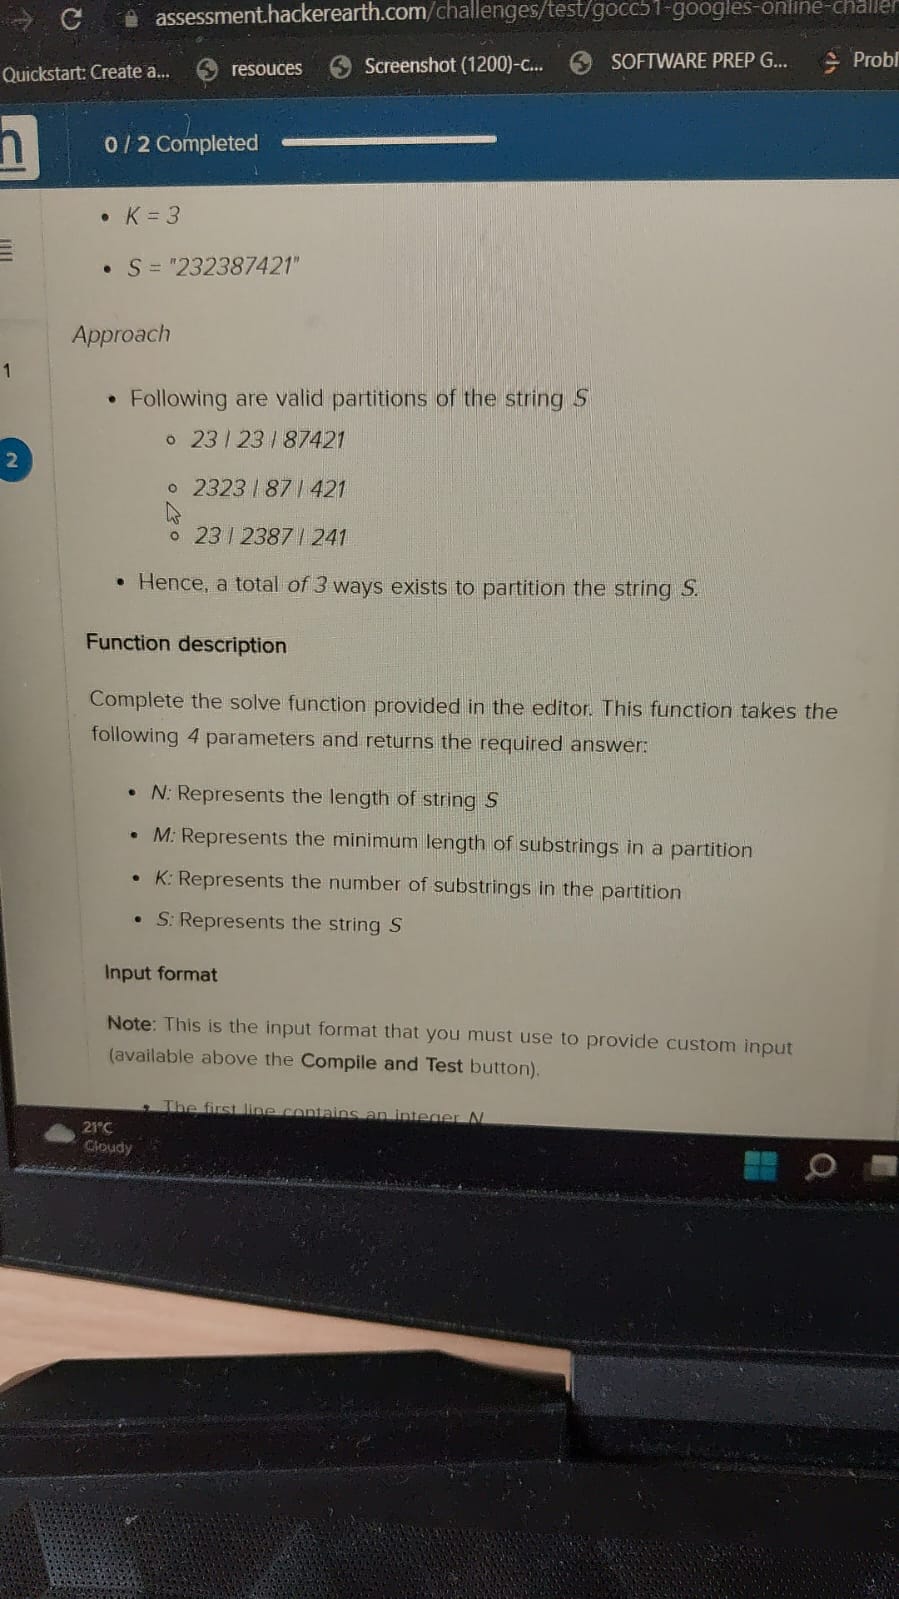 assessment.hackerearth.com/challenges/test/gocc51-googles-online-challen
Quickstart: Create a... resouces Screenshot (1200)-c... SOFTWARE PREP G... Probl
h
0 / 2 Completed
• K = 3
• S = "232387421"
Approach
1
• Following are valid partitions of the string S
23 | 23 | 87421
2
2323 | 87 | 421
23 | 2387 | 241
• Hence, a total of 3 ways exists to partition the string S.
Function description
Complete the solve function provided in the editor. This function takes the
following 4 parameters and returns the required answer:
• N: Represents the length of string S
• M: Represents the minimum length of substrings in a partition
• K: Represents the number of substrings in the partition
• S: Represents the string S
Input format
Note: This is the input format that you must use to provide custom input
(available above the Compile and Test button).
• The first line contains an integer N
21°C
Cloudy